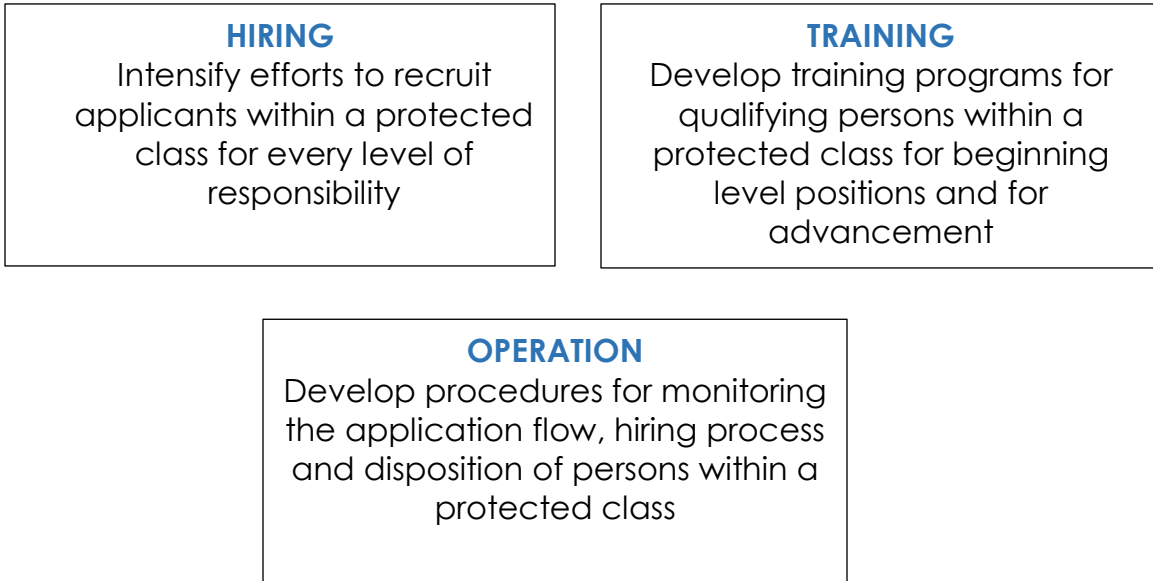 HIRING
Intensify efforts to recruit
applicants within a protected
class for every level of
responsibility
TRAINING
Develop training programs for
qualifying persons within a
protected class for beginning
level positions and for
advancement
OPERATION
Develop procedures for monitoring
the application flow, hiring process
and disposition of persons within a
protected class